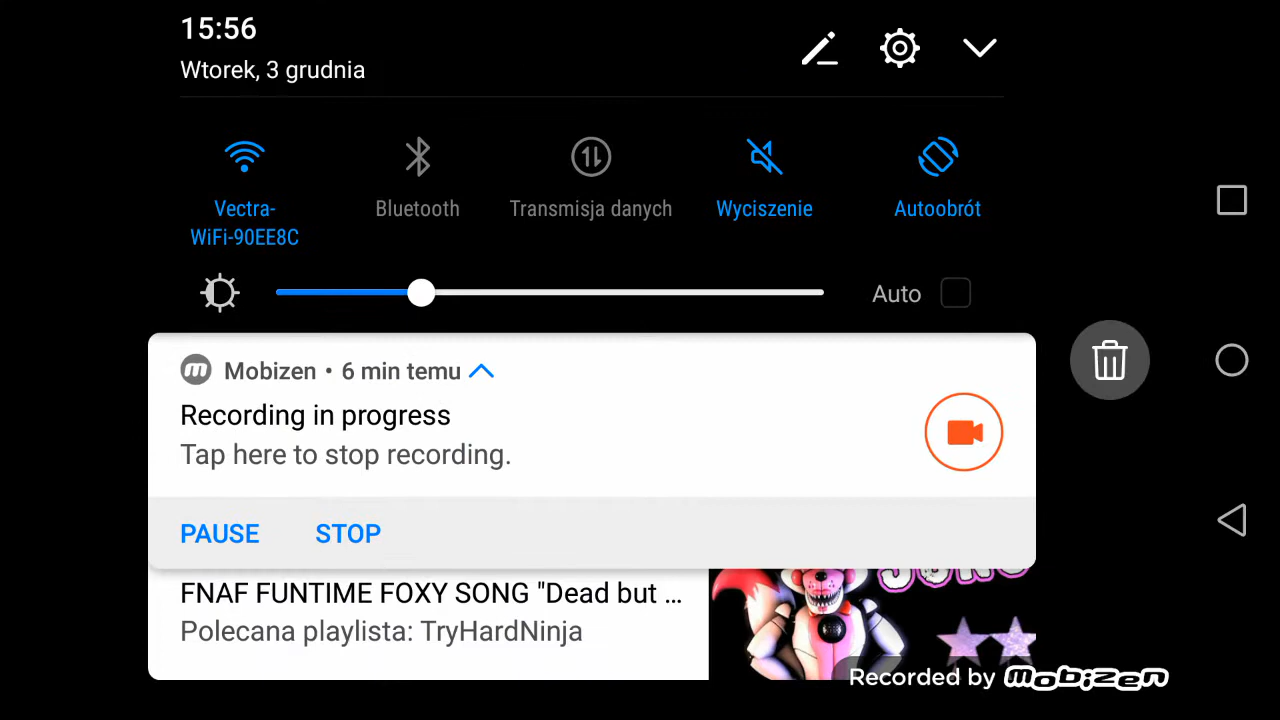 15:56
Wtorek, 3 grudnia
Vectra-
WiFi-90EE8C
Bluetooth
Transmisja danych
Wyciszenie
Autoobrót
Auto
Mobizen • 6 min temu
Recording in progress
Tap here to stop recording.
PAUSE STOP
FNAF FUNTIME FOXY SONG "Dead but ...
Polecana playlista: TryHardNinja
SONG
Recorded by mobizen